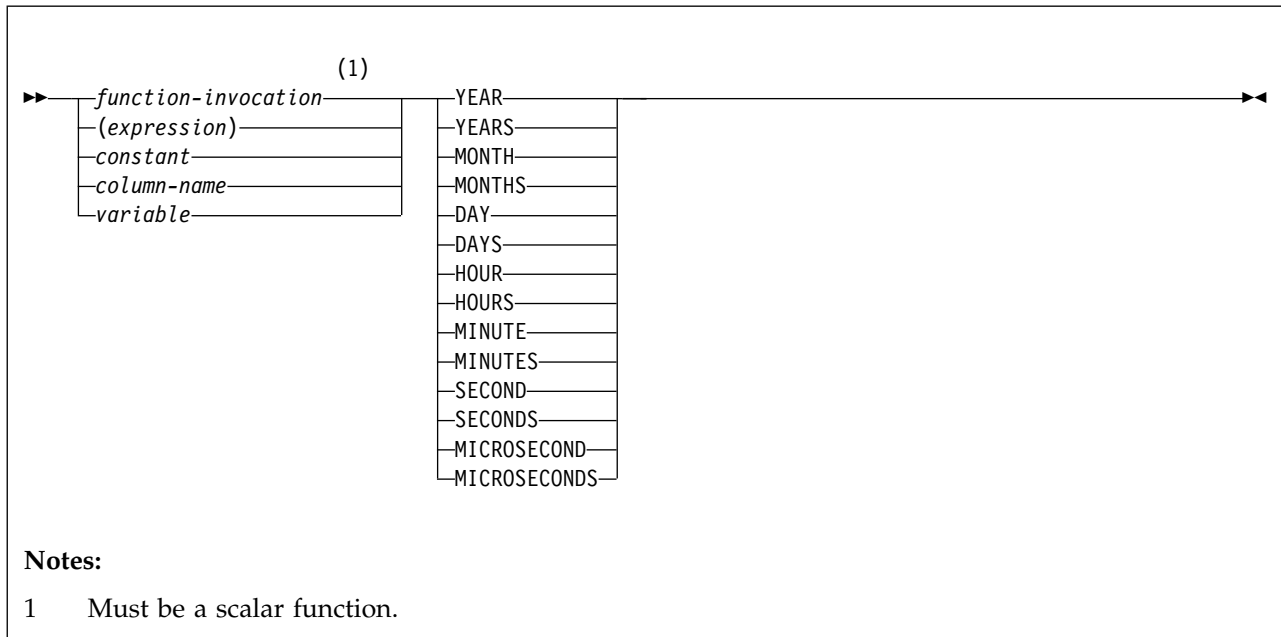 (1)
function-invocation YEAR
(expression) YEARS
constant MONTH
column-name MONTHS
variable DAY
DAYS
HOUR
HOURS
MINUTE
MINUTES
SECOND
SECONDS
MICROSECOND
MICROSECONDS
Notes:
1 Must be a scalar function.